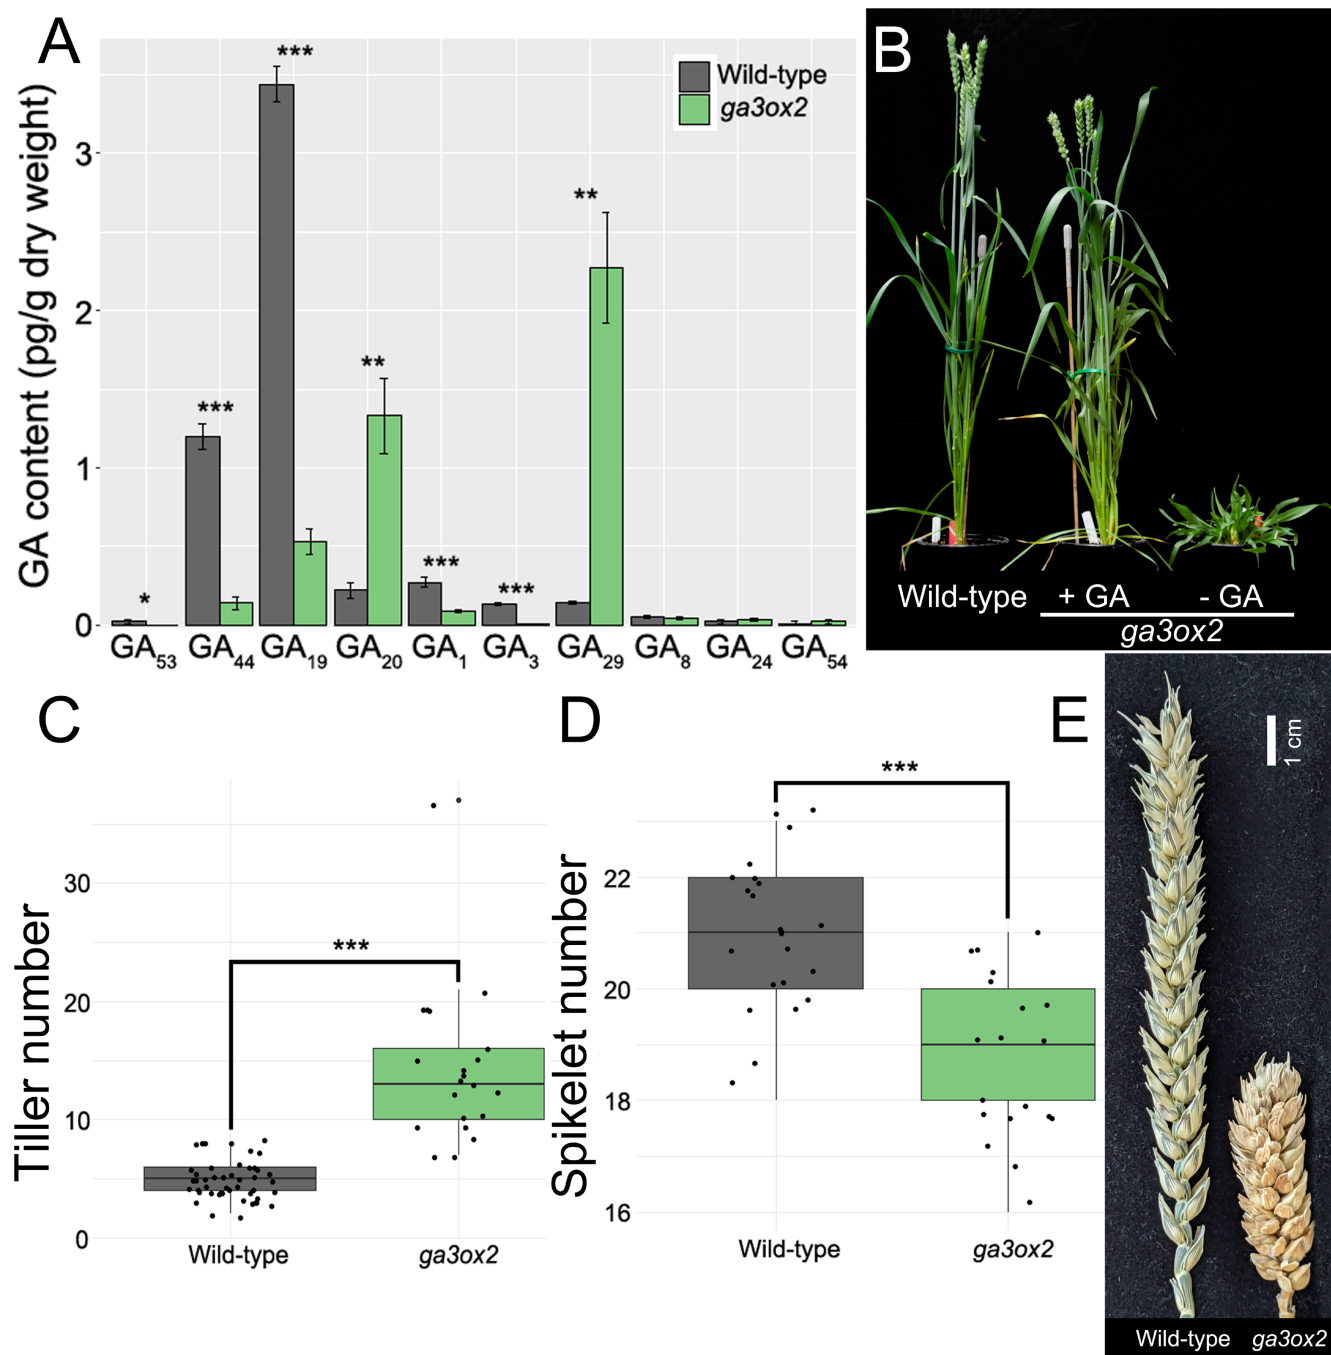 A
GA content (pg/g dry weight)
3
2
1
0
***
***
**
***
***
**
*
Wild-type
ga3ox2
GA53
GA44
GA19
GA20
GA1
GA3
GA29
GA8
GA24
GA54
B
Wild-type
+ GA
- GA
ga3ox2
C
Tiller number
30
20
10
0
***
Wild-type
ga3ox2
D
Spikelet number
22
20
18
16
***
Wild-type
ga3ox2
E
1 cm
Wild-type
ga3ox2